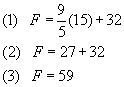 (1) F = 9/5 (15) + 32
(2) F = 27 + 32
(3) F = 59